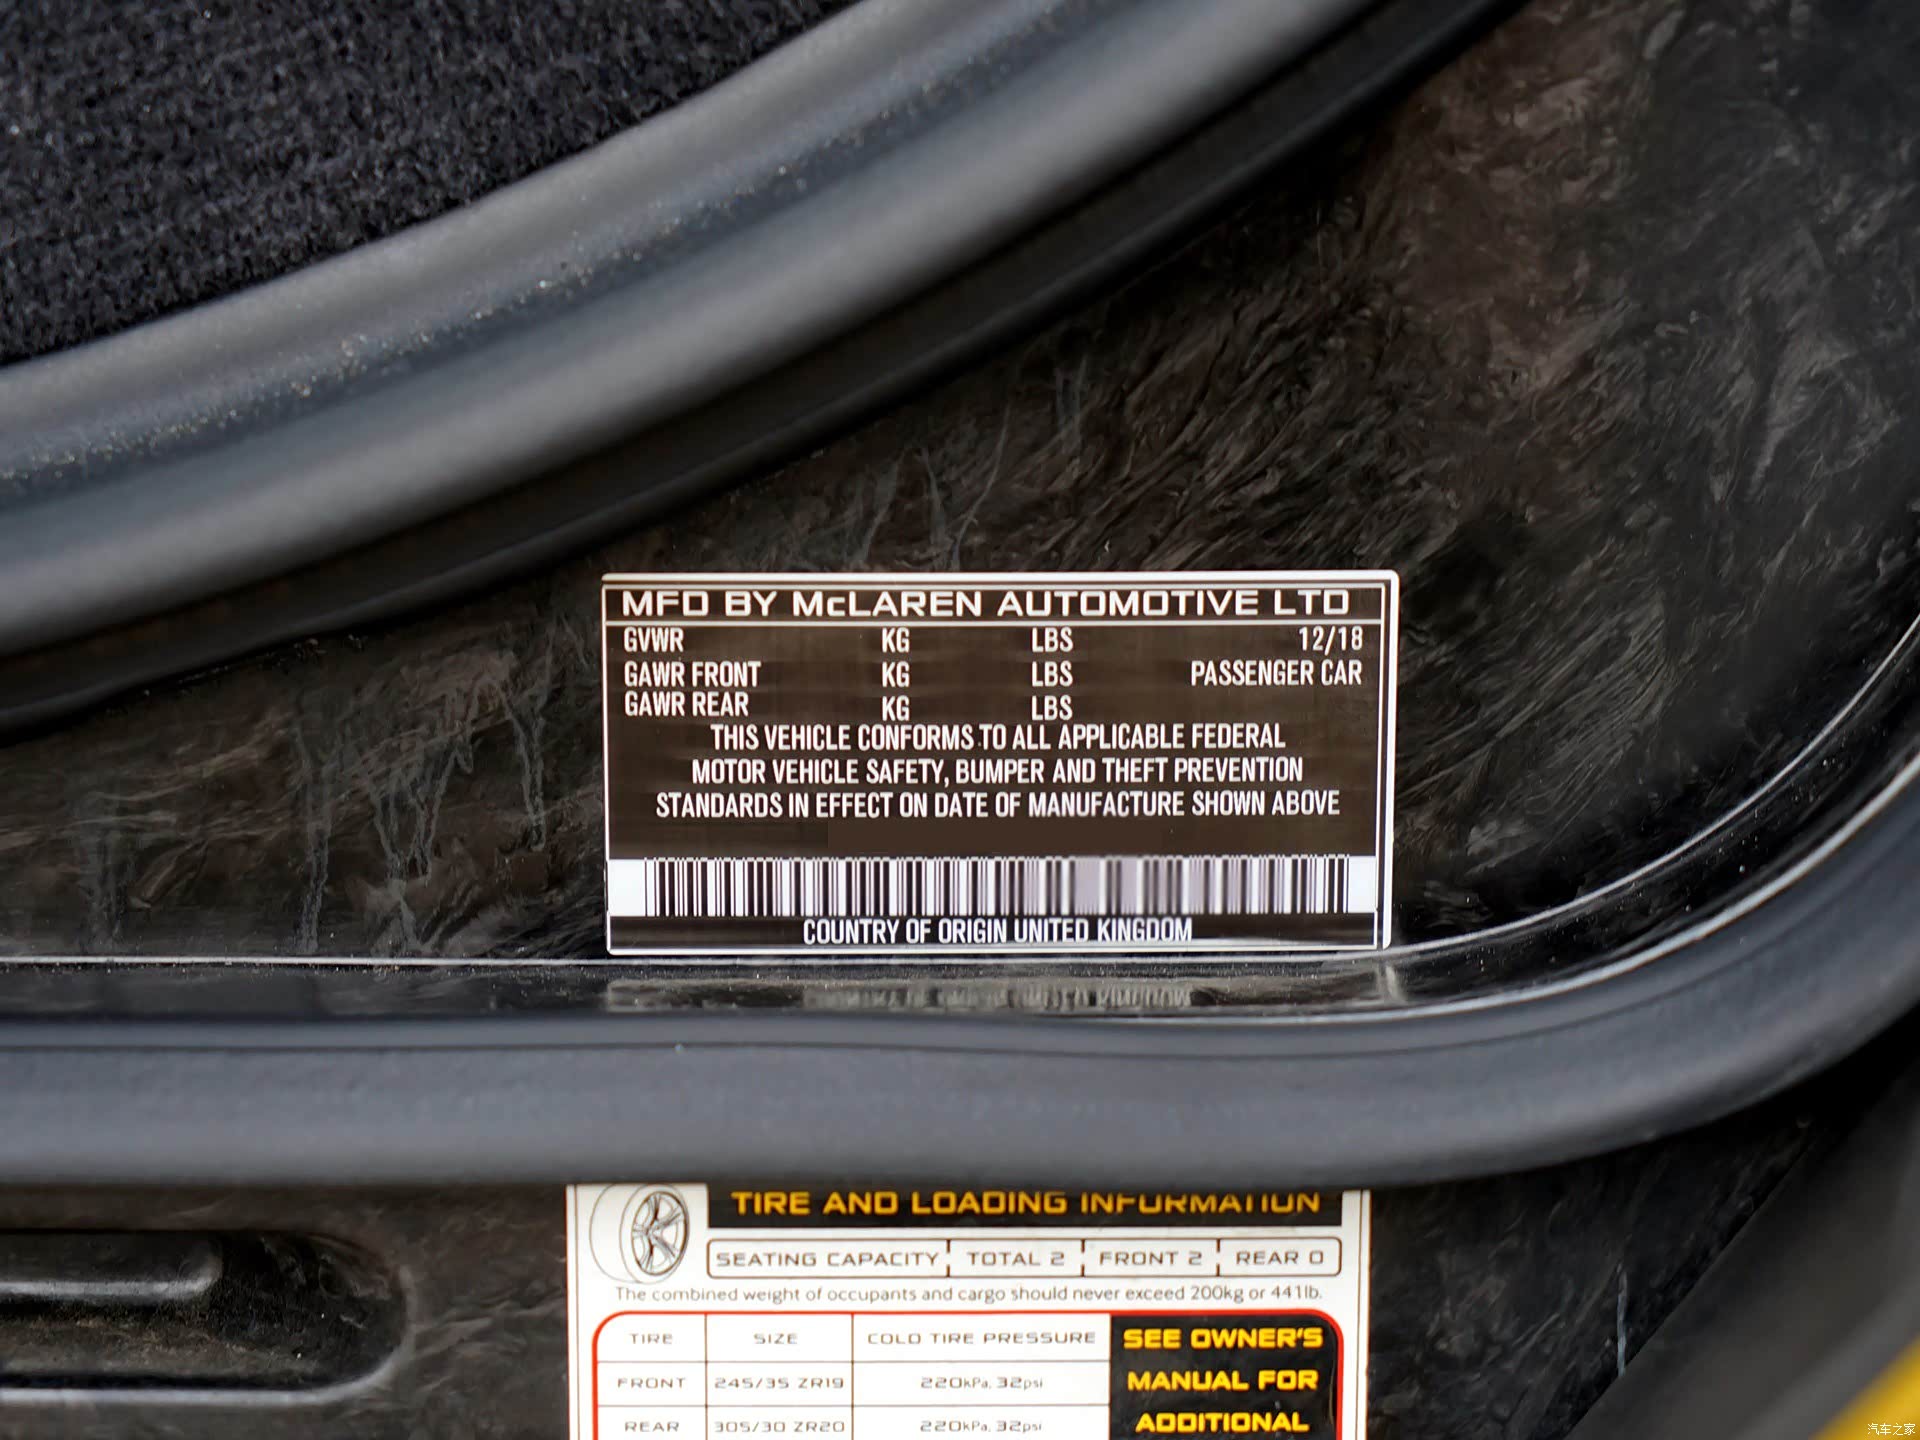 MFD BY McLAREN AUTOMOTIVE LTD
GVWR KG LBS 12/18
GAWR FRONT KG LBS PASSENGER CAR
GAWR REAR KG LBS
THIS VEHICLE CONFORMS TO ALL APPLICABLE FEDERAL
MOTOR VEHICLE SAFETY, BUMPER AND THEFT PREVENTION
STANDARDS IN EFFECT ON DATE OF MANUFACTURE SHOWN ABOVE
COUNTRY OF ORIGIN UNITED KINGDOM
TIRE AND LOADING INFORMATION
SEATING CAPACITY TOTAL 2 FRONT 2 REAR 0
The combined weight of occupants and cargo should never exceed 200kg or 441lb.
TIRE SIZE COLD TIRE PRESSURE SEE OWNER'S
FRONT 245/35 ZR19 220kPa, 32psi MANUAL FOR
REAR 305/30 ZR20 220kPa, 32psi ADDITIONAL
汽车之家